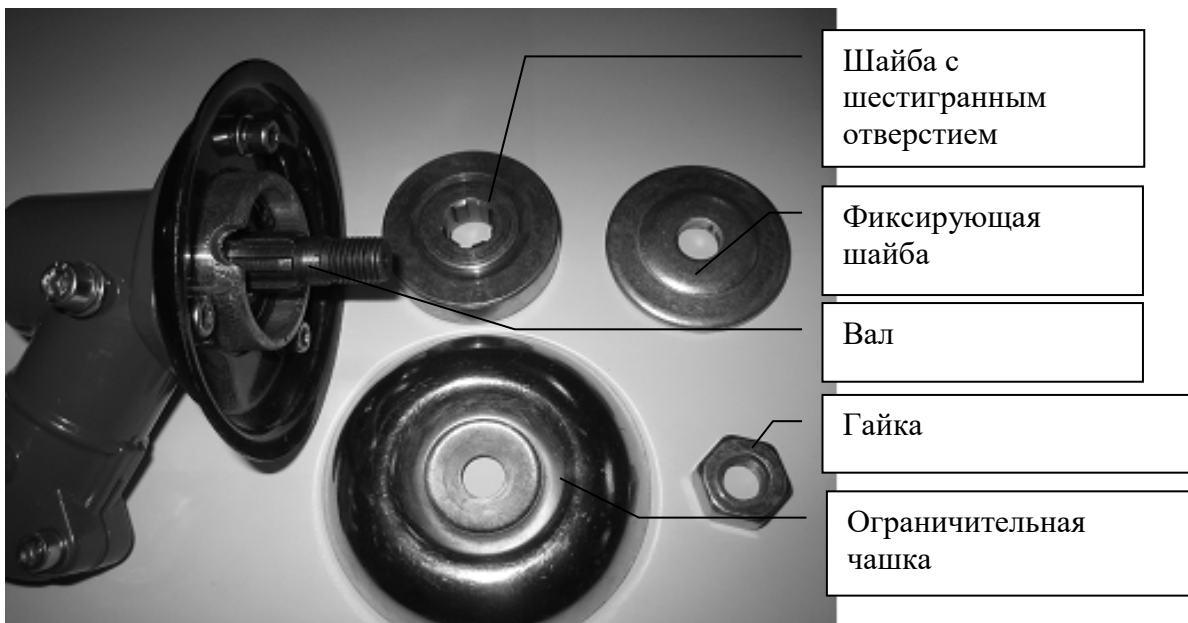 Шайба с
шестигранным
отверстием
Фиксирующая
шайба
Вал
Гайка
Ограничительная
чашка